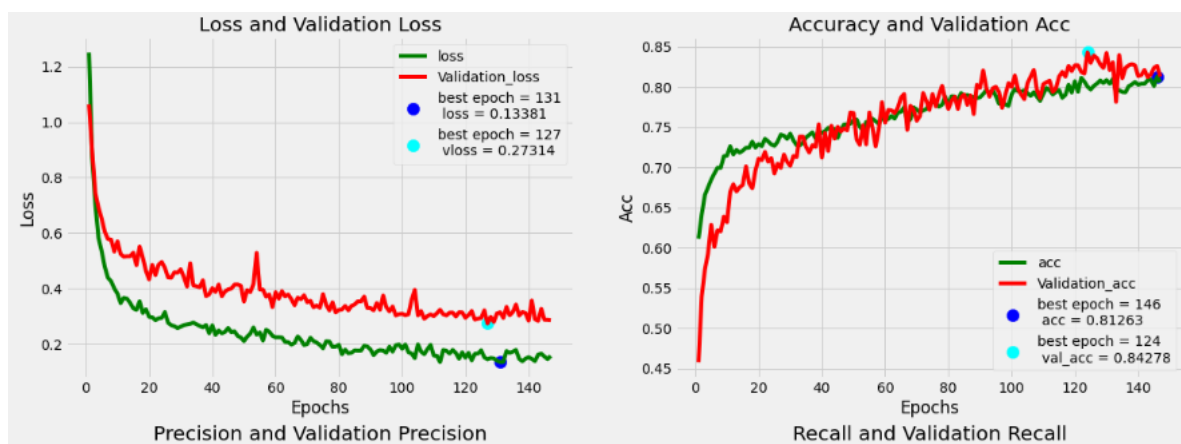 Loss and Validation Loss
1.2
1.0
0.8
0.6
0.4
0.2
Loss
loss
Validation_loss
best epoch = 131
loss = 0.13381
best epoch = 127
vloss = 0.27314
0 20 40 60 80 100 120 140
Epochs
Accuracy and Validation Acc
0.85
0.80
0.75
0.70
0.65
0.60
0.55
0.50
0.45
Acc
acc
Validation_acc
best epoch = 146
acc = 0.81263
best epoch = 124
val_acc = 0.84278
0 20 40 60 80 100 120 140
Epochs
Precision and Validation Precision
Recall and Validation Recall